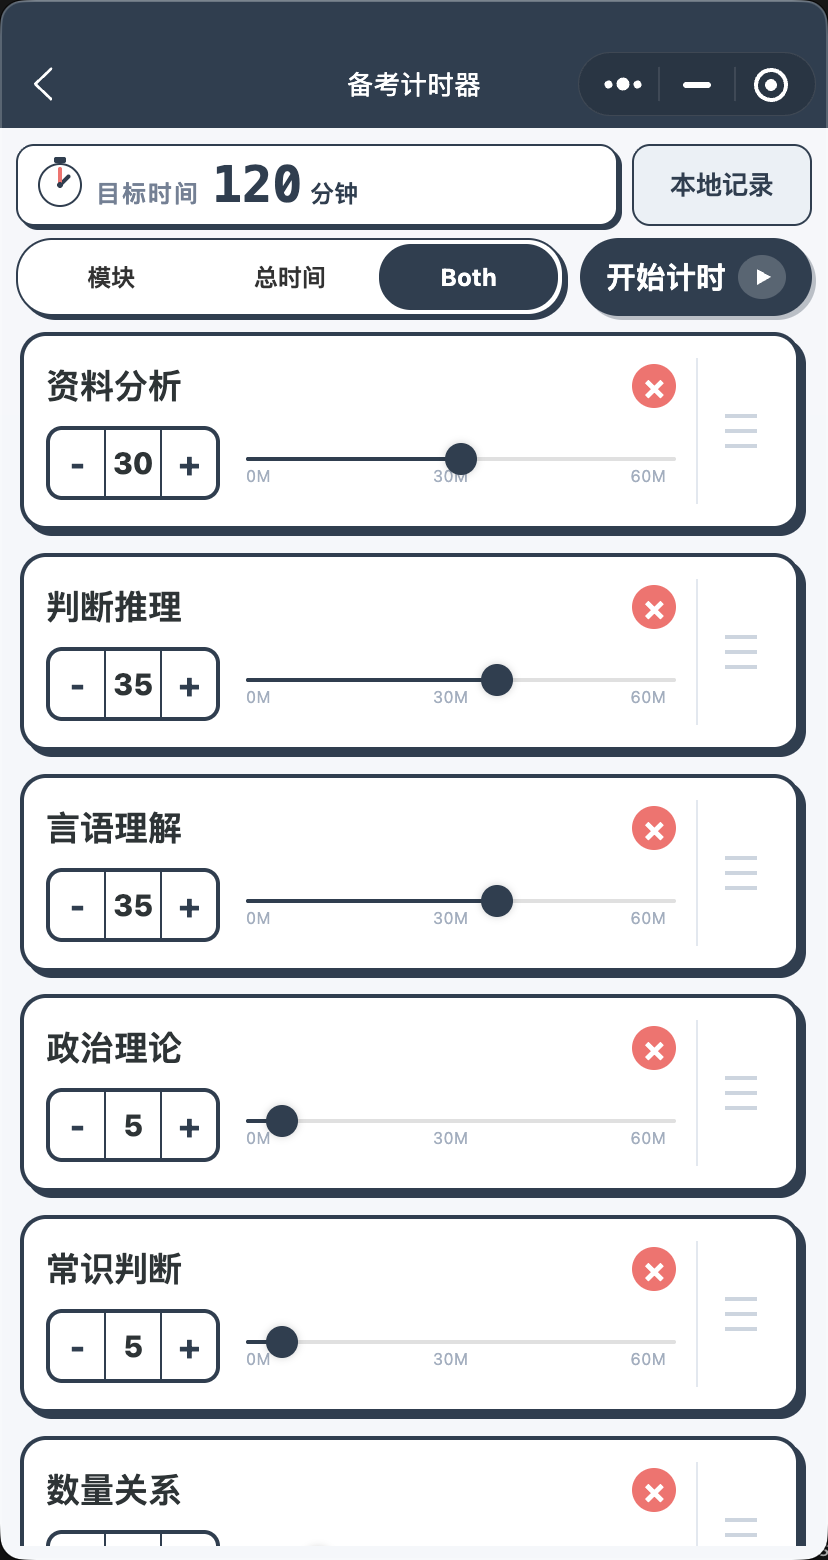 备考计时器
目标时间 120 分钟
本地记录
模块 总时间 Both
开始计时
资料分析
- 30 +
0M 30M 60M
判断推理
- 35 +
0M 30M 60M
言语理解
- 35 +
0M 30M 60M
政治理论
- 5 +
0M 30M 60M
常识判断
- 5 +
0M 30M 60M
数量关系